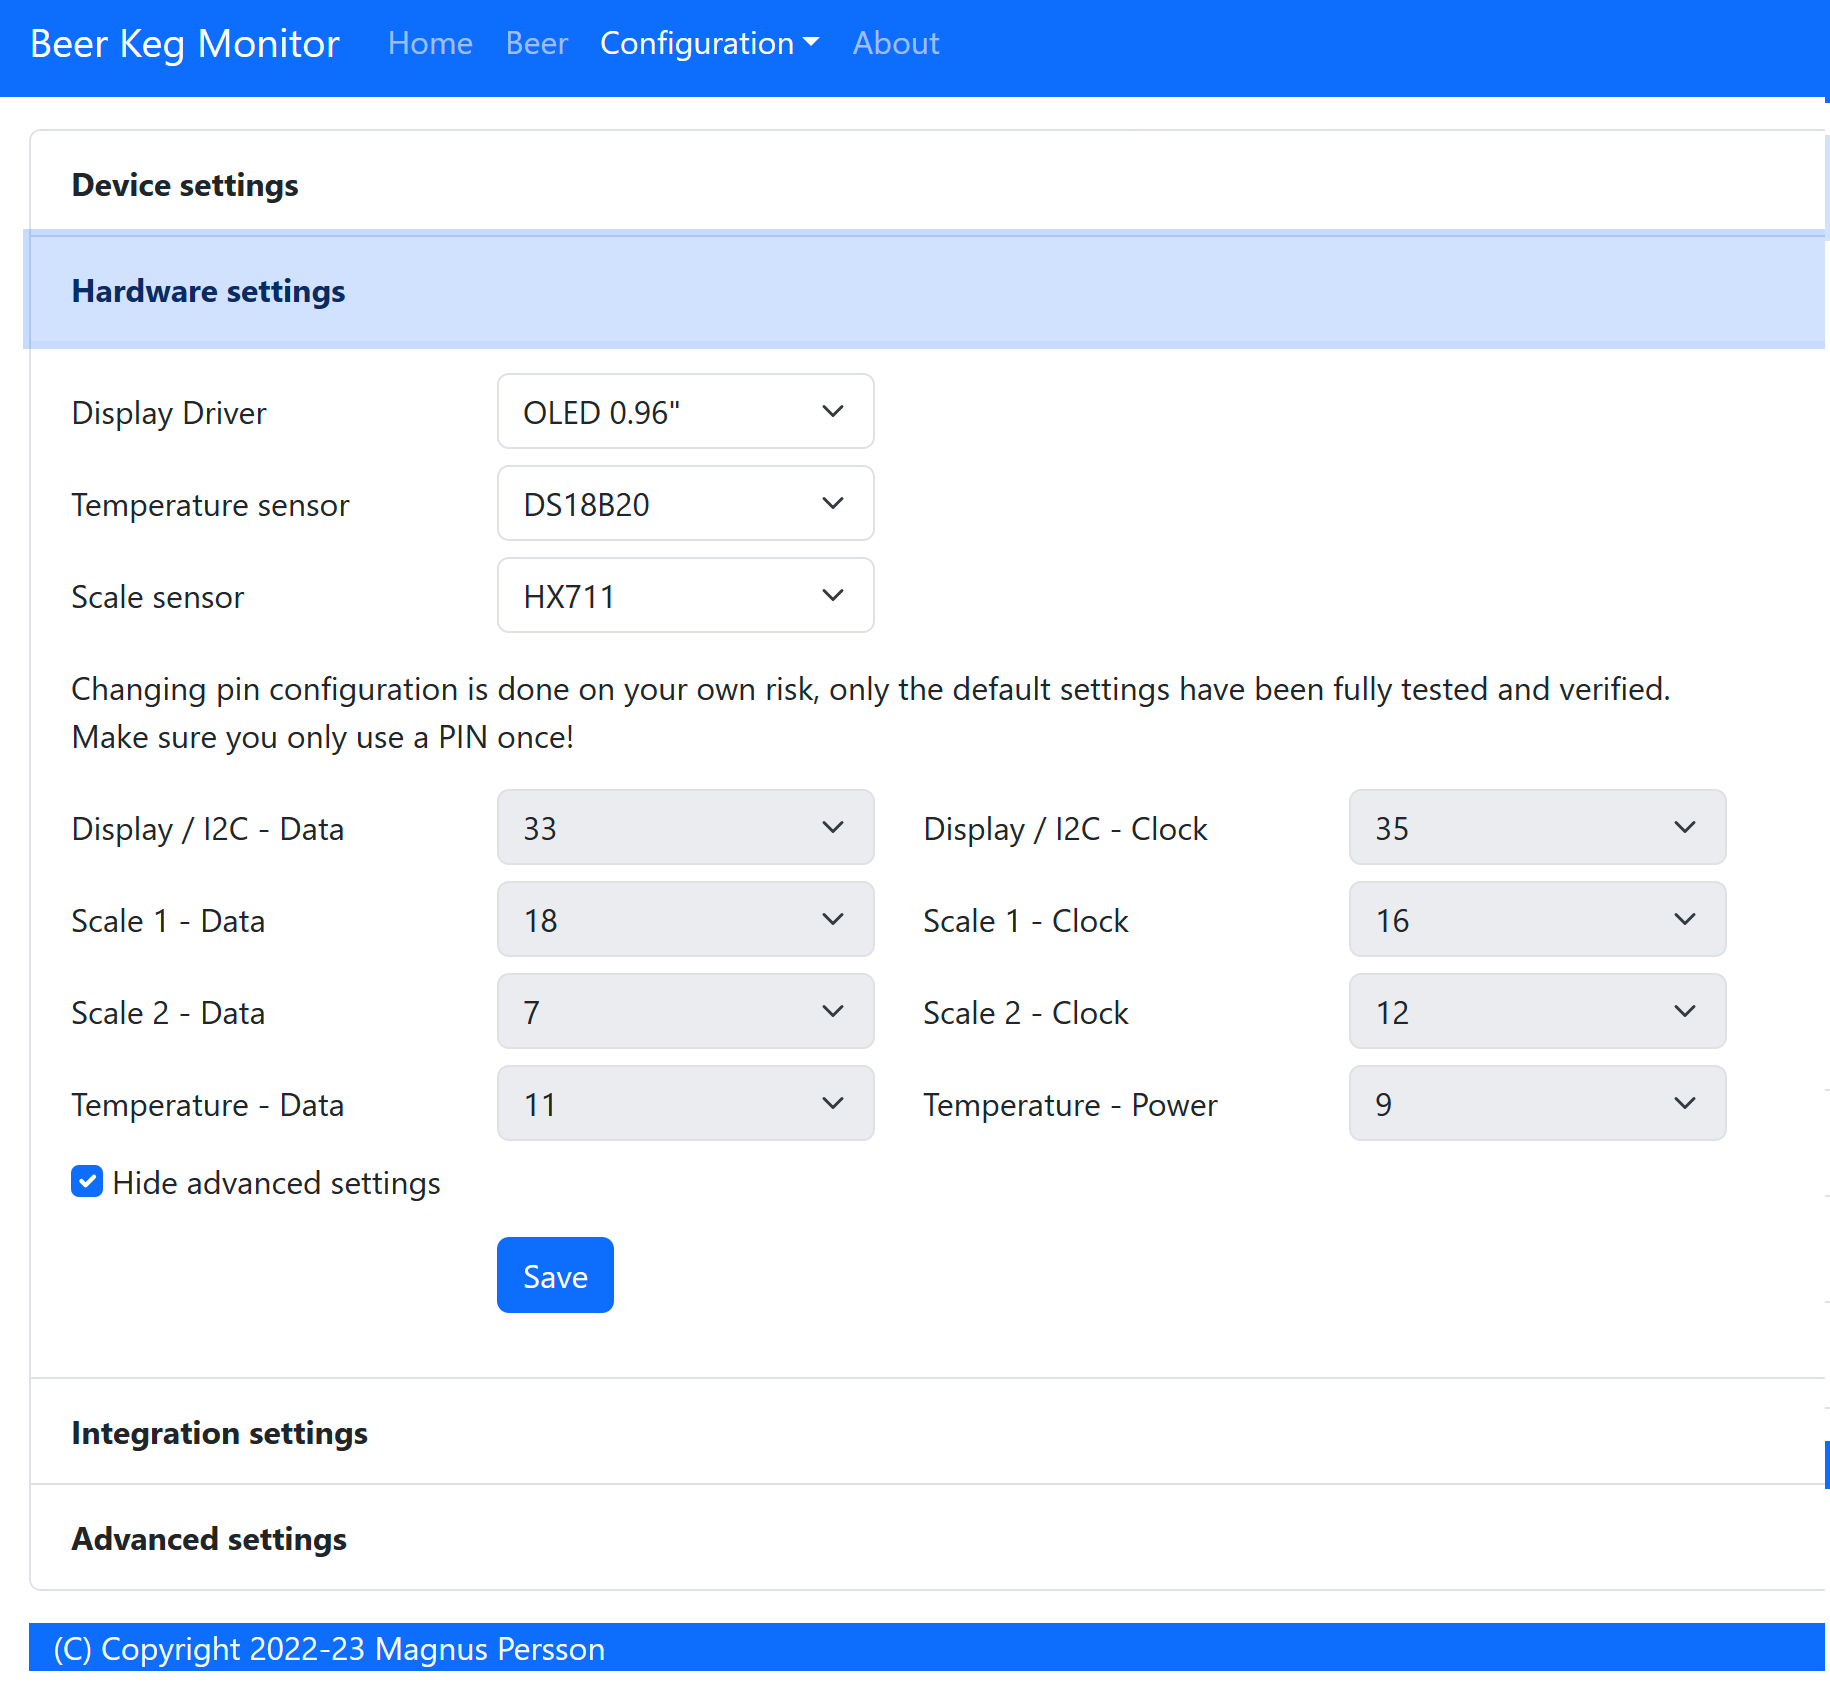 Beer Keg Monitor Home Beer Configuration About
Device settings
Hardware settings
Display Driver OLED 0.96"
Temperature sensor DS18B20
Scale sensor HX711
Changing pin configuration is done on your own risk, only the default settings have been fully tested and verified.
Make sure you only use a PIN once!
Display / I2C - Data 33 Display / I2C - Clock 35
Scale 1 - Data 18 Scale 1 - Clock 16
Scale 2 - Data 7 Scale 2 - Clock 12
Temperature - Data 11 Temperature - Power 9
Hide advanced settings
Save
Integration settings
Advanced settings
(C) Copyright 2022-23 Magnus Persson